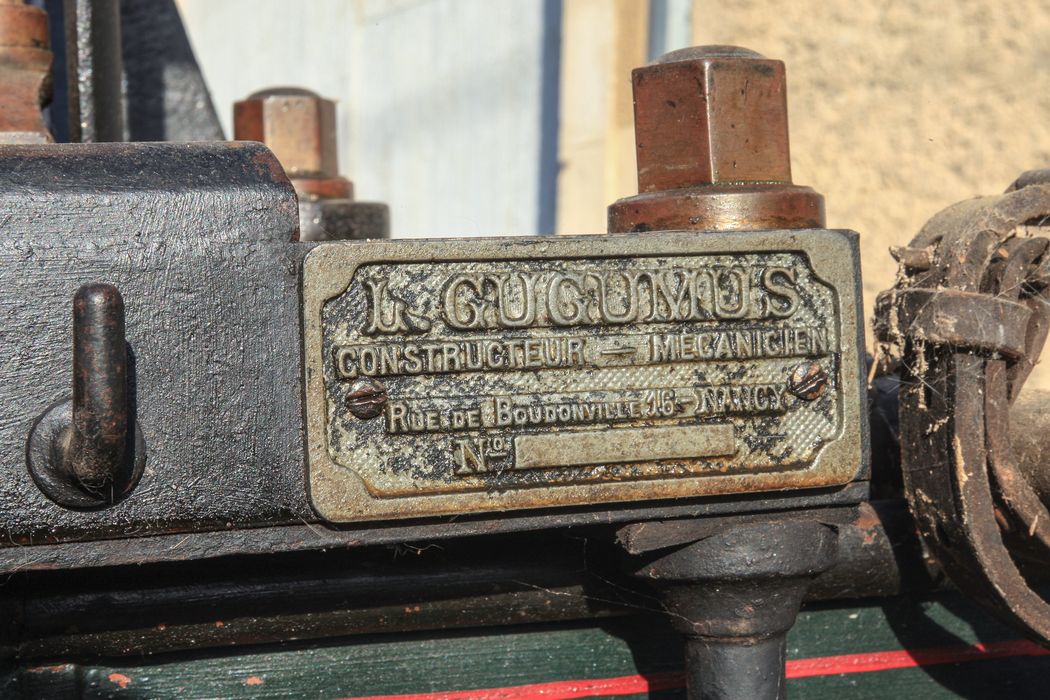 L. GUGUMUS
CONSTRUCTEUR - MECANICIEN
RUE DE BOUDONVILLE 16 - NANCY
No